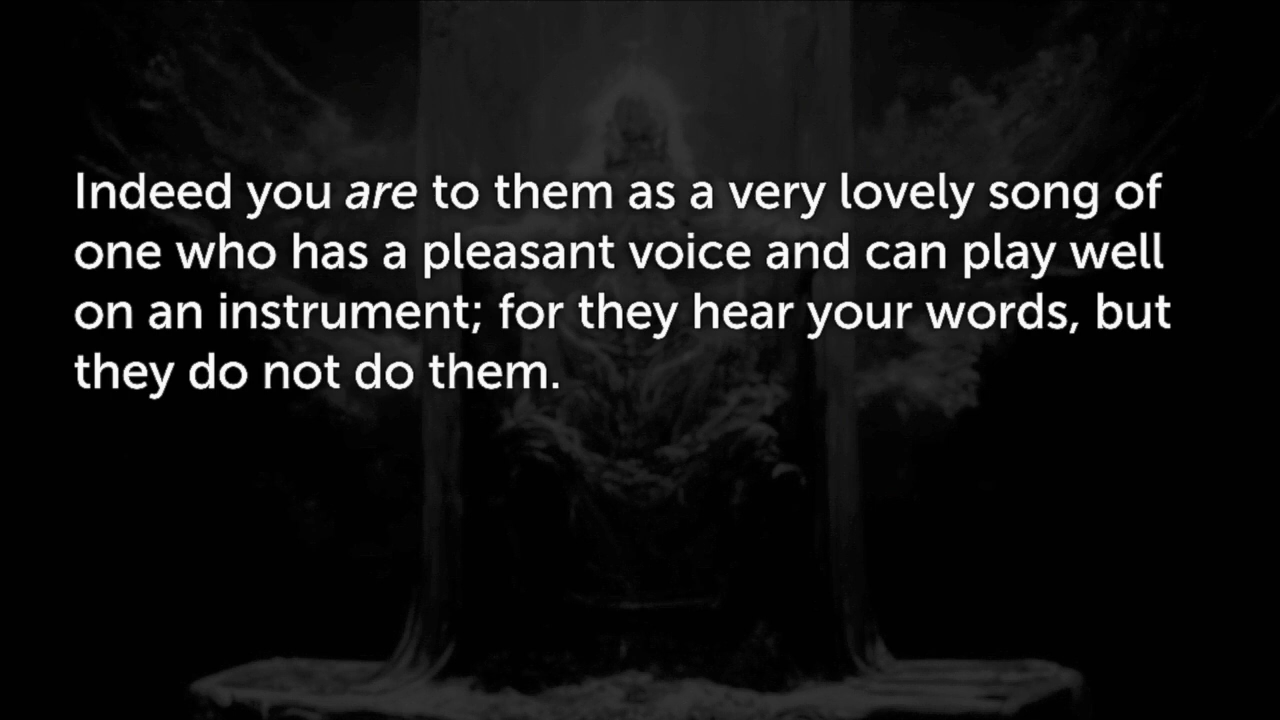 Indeed you are to them as a very lovely song of
one who has a pleasant voice and can play well
on an instrument; for they hear your words, but
they do not do them.